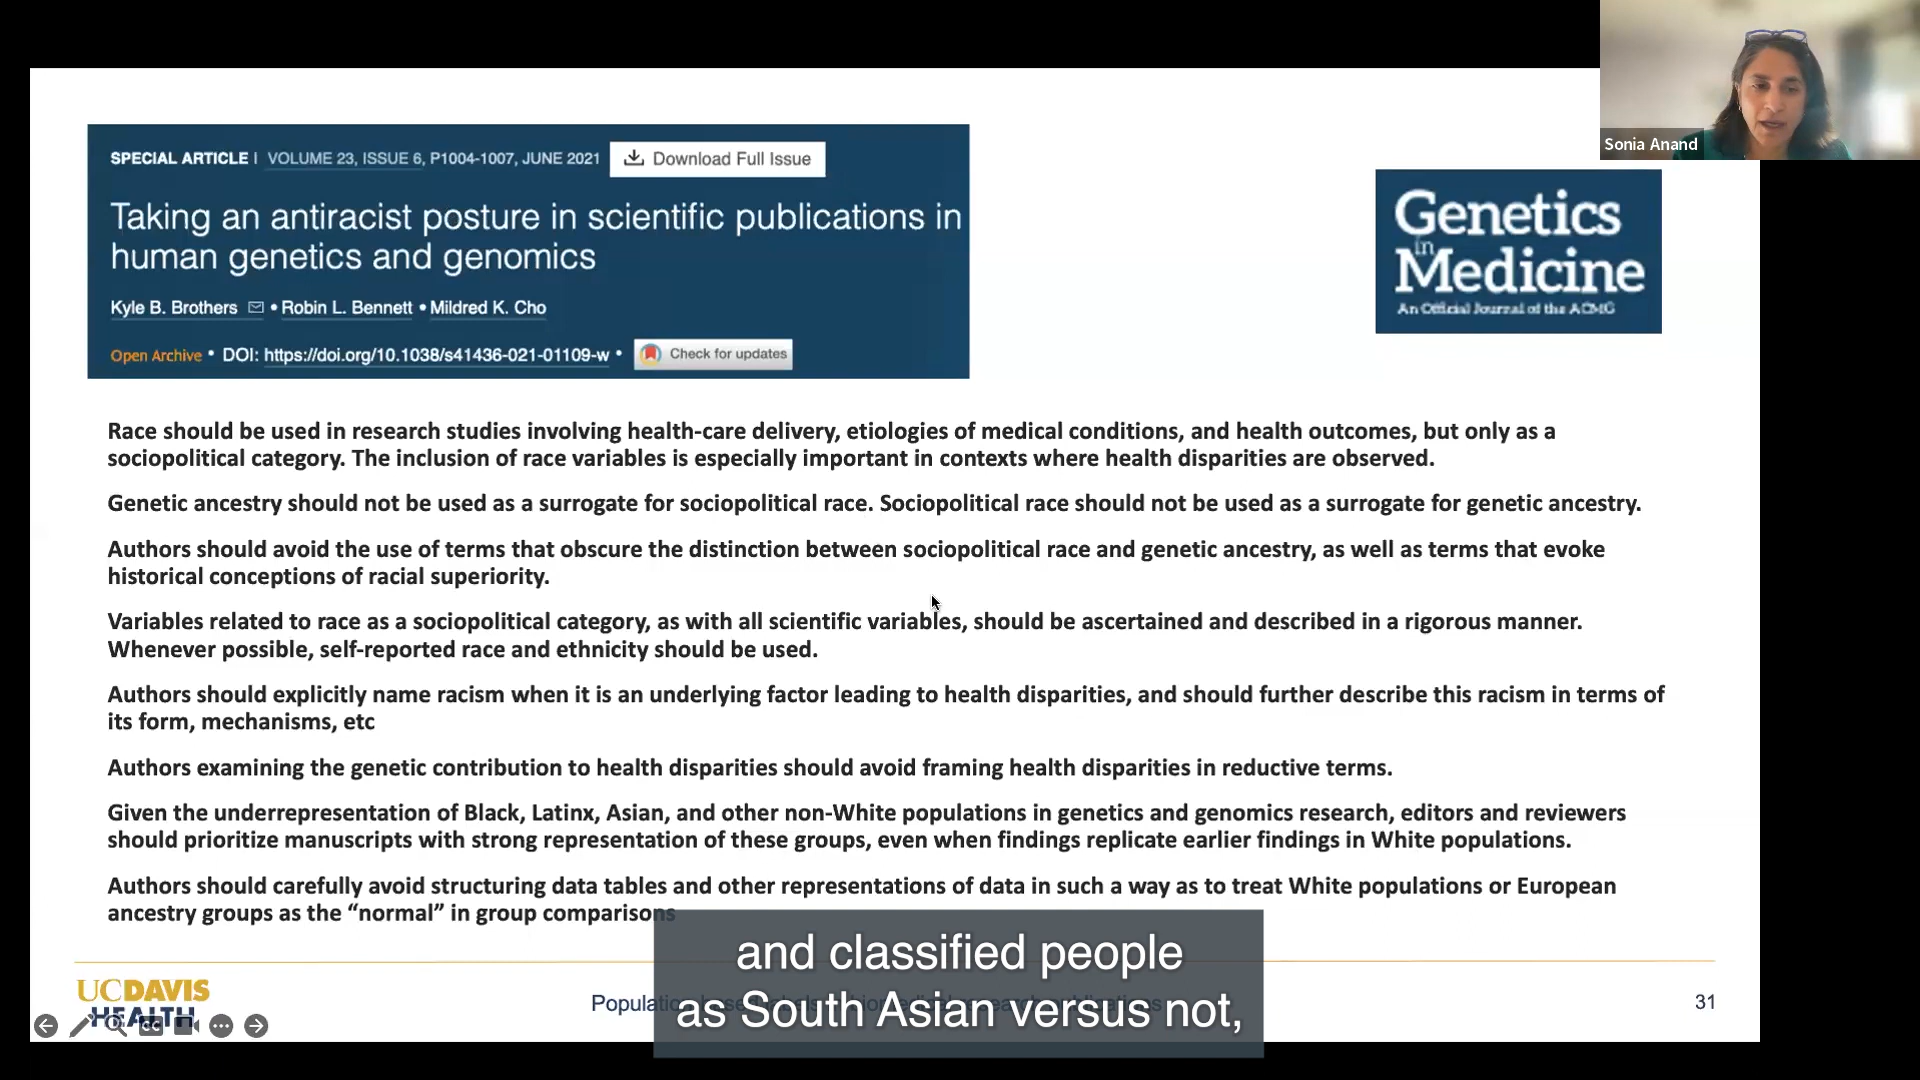 Sonia Anand
SPECIAL ARTICLE | VOLUME 23, ISSUE 6, P1004-1007, JUNE 2021 Download Full Issue
Taking an antiracist posture in scientific publications in
human genetics and genomics
Kyle B. Brothers • Robin L. Bennett • Mildred K. Cho
Open Archive • DOI: https://doi.org/10.1038/s41436-021-01109-w • Check for updates
Genetics
in
Medicine
An Official Journal of the ACMG
Race should be used in research studies involving health-care delivery, etiologies of medical conditions, and health outcomes, but only as a
sociopolitical category. The inclusion of race variables is especially important in contexts where health disparities are observed.
Genetic ancestry should not be used as a surrogate for sociopolitical race. Sociopolitical race should not be used as a surrogate for genetic ancestry.
Authors should avoid the use of terms that obscure the distinction between sociopolitical race and genetic ancestry, as well as terms that evoke
historical conceptions of racial superiority.
Variables related to race as a sociopolitical category, as with all scientific variables, should be ascertained and described in a rigorous manner.
Whenever possible, self-reported race and ethnicity should be used.
Authors should explicitly name racism when it is an underlying factor leading to health disparities, and should further describe this racism in terms of
its form, mechanisms, etc
Authors examining the genetic contribution to health disparities should avoid framing health disparities in reductive terms.
Given the underrepresentation of Black, Latinx, Asian, and other non-White populations in genetics and genomics research, editors and reviewers
should prioritize manuscripts with strong representation of these groups, even when findings replicate earlier findings in White populations.
Authors should carefully avoid structuring data tables and other representations of data in such a way as to treat White populations or European
ancestry groups as the “normal” in group comparisons
and classified people
as South Asian versus not,
UCDAVIS
HEALTH
31